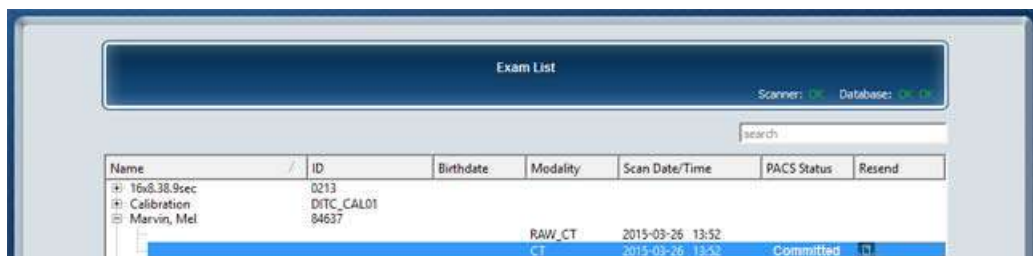 Exam List
Scanner: OK Database: OK OK
search
Name ID Birthdate Modality Scan Date/Time PACS Status Resend
16x8.38.9sec 0213
Calibration DITC_CAL01
Marvin, Mel 84637
RAW_CT 2015-03-26 13:52
CT 2015-03-26 13:52 Committed